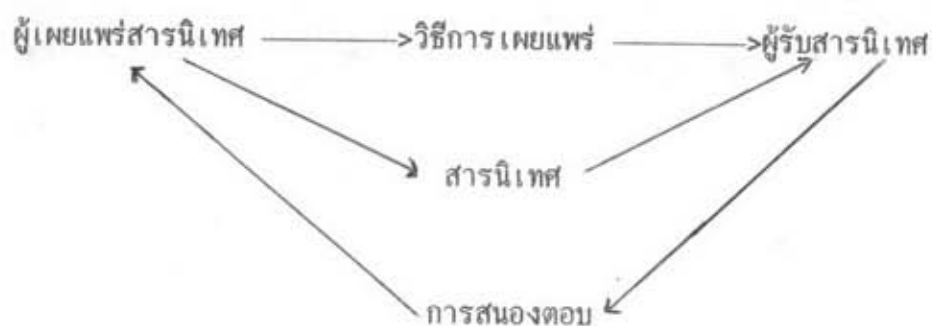 ผู้เผยแพร่สารนิเทศ วิธีการเผยแพร่ ผู้รับสารนิเทศ
สารนิเทศ
การสนองตอบ